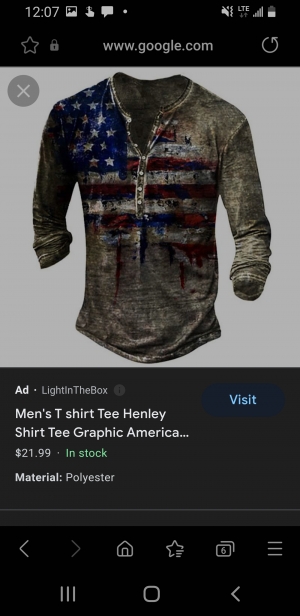 12:07
LTE
www.google.com
Ad · LightInTheBox
Visit
Men's T shirt Tee Henley
Shirt Tee Graphic America...
$21.99 · In stock
Material: Polyester
6